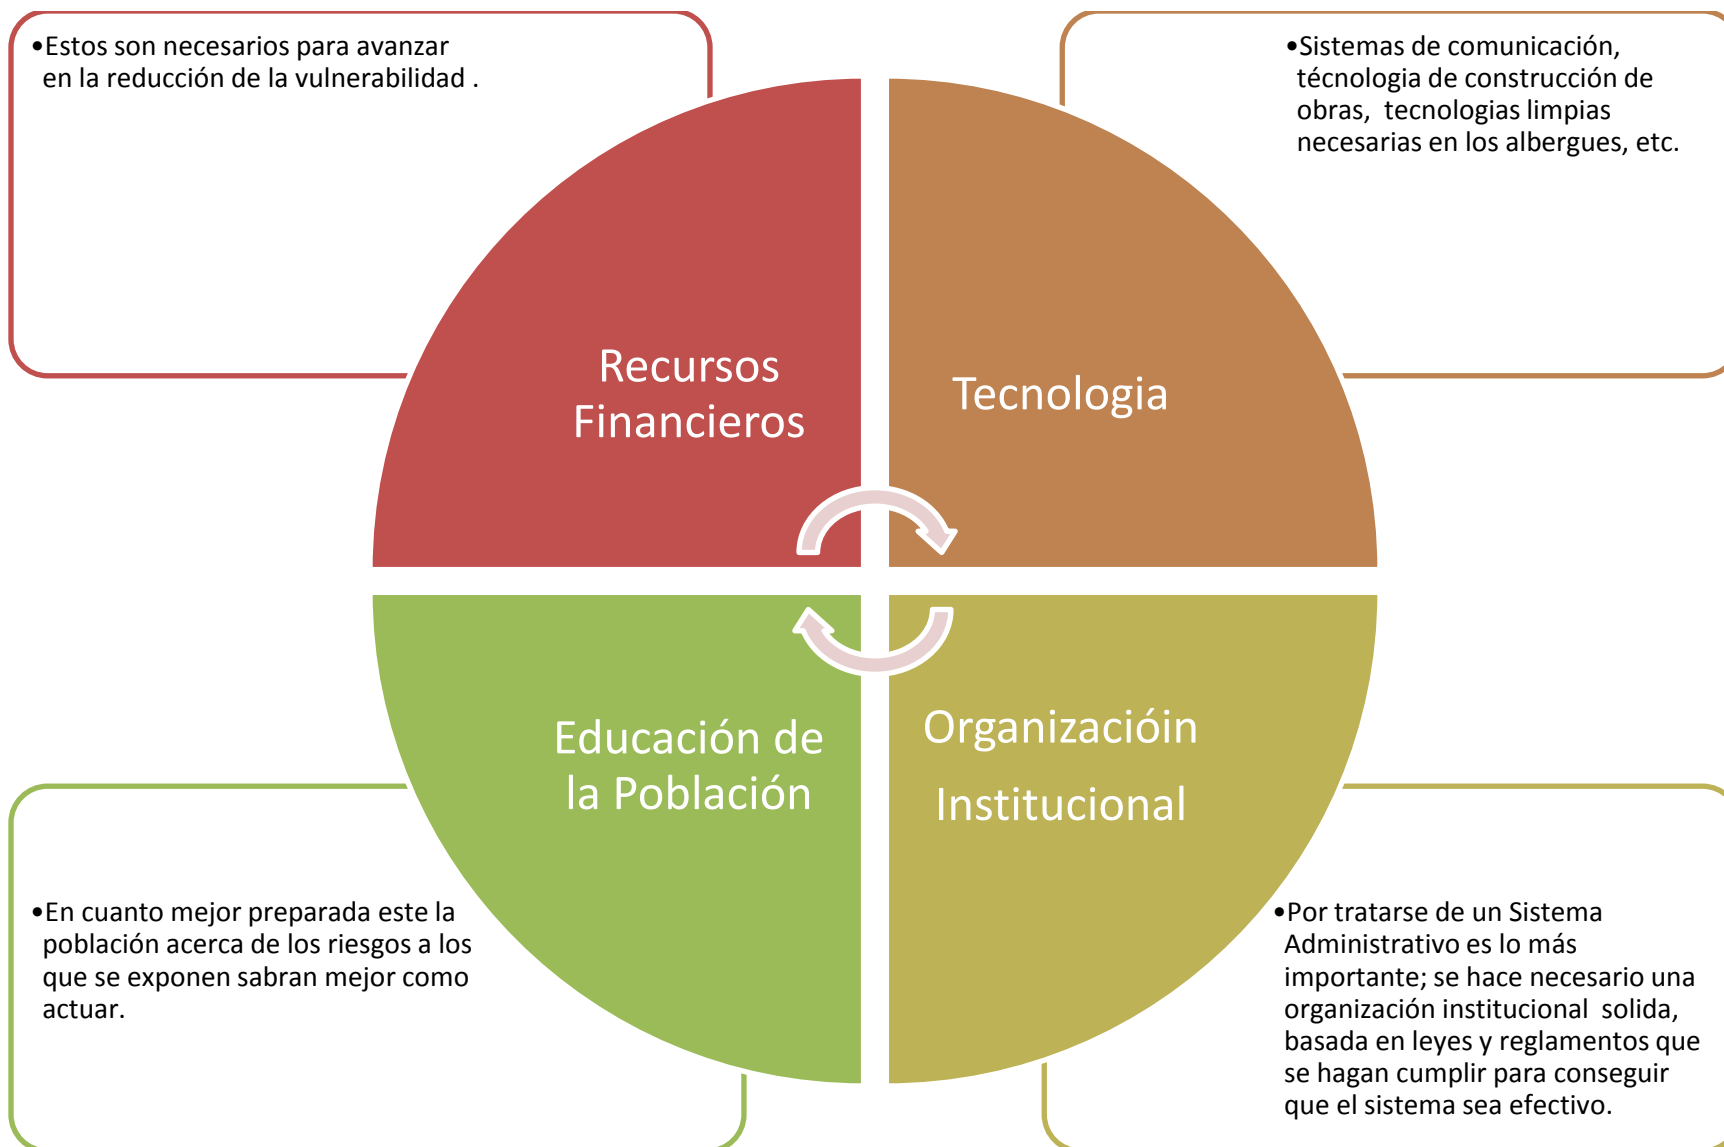 •Estos son necesarios para avanzar
en la reducción de la vulnerabilidad .
•Sistemas de comunicación,
técnologia de construcción de
obras, tecnologias limpias
necesarias en los albergues, etc.
Recursos
Financieros
Tecnologia
Educación de
la Población
Organizacióin
Institucional
•En cuanto mejor preparada este la
población acerca de los riesgos a los
que se exponen sabran mejor como
actuar.
•Por tratarse de un Sistema
Administrativo es lo más
importante; se hace necesario una
organización institucional solida,
basada en leyes y reglamentos que
se hagan cumplir para conseguir
que el sistema sea efectivo.